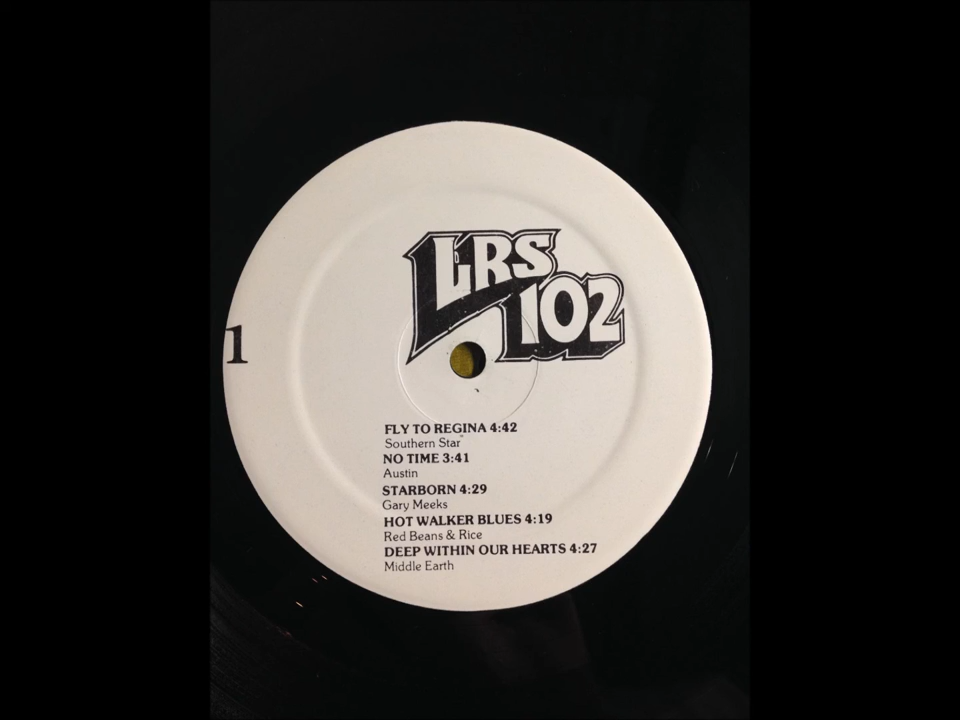 LRS
102
1
FLY TO REGINA 4:42
Southern Star
NO TIME 3:41
Austin
STARBORN 4:29
Gary Meeks
HOT WALKER BLUES 4:19
Red Beans & Rice
DEEP WITHIN OUR HEARTS 4:27
Middle Earth